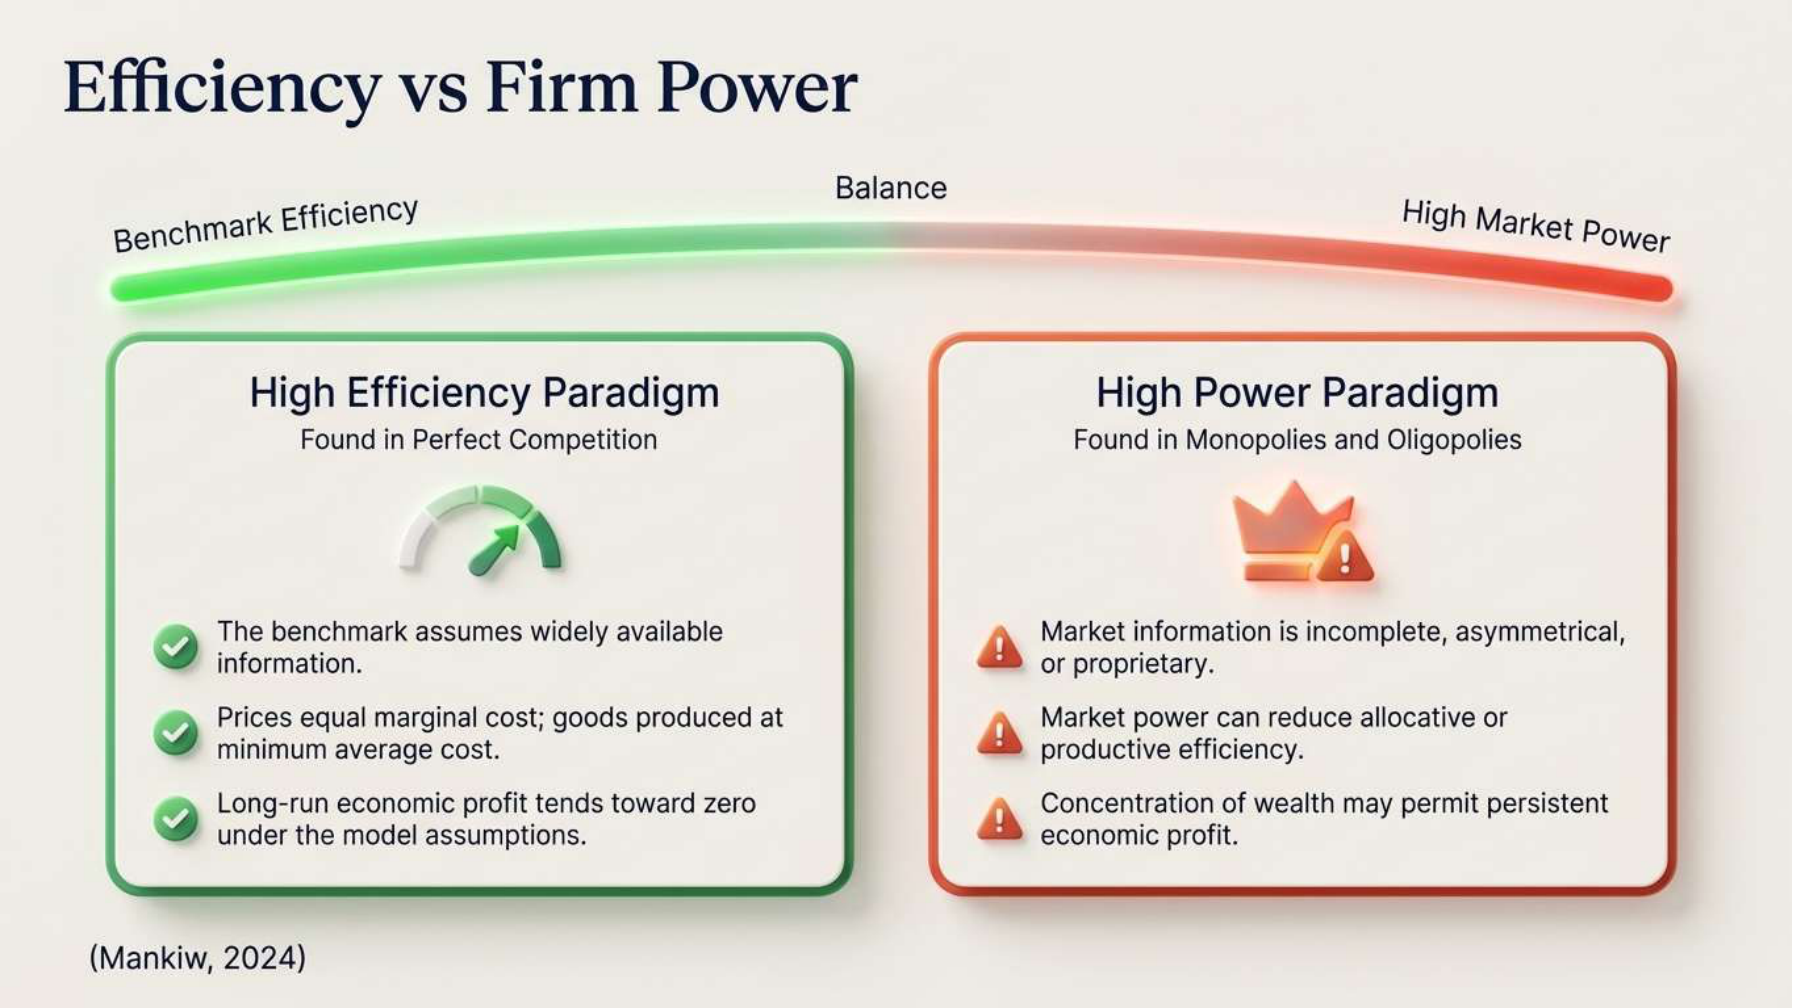 Efficiency vs Firm Power
Benchmark Efficiency
Balance
High Market Power
High Efficiency Paradigm
Found in Perfect Competition
The benchmark assumes widely available
information.
Prices equal marginal cost; goods produced at
minimum average cost.
Long-run economic profit tends toward zero
under the model assumptions.
High Power Paradigm
Found in Monopolies and Oligopolies
Market information is incomplete, asymmetrical,
or proprietary.
Market power can reduce allocative or
productive efficiency.
Concentration of wealth may permit persistent
economic profit.
(Mankiw, 2024)